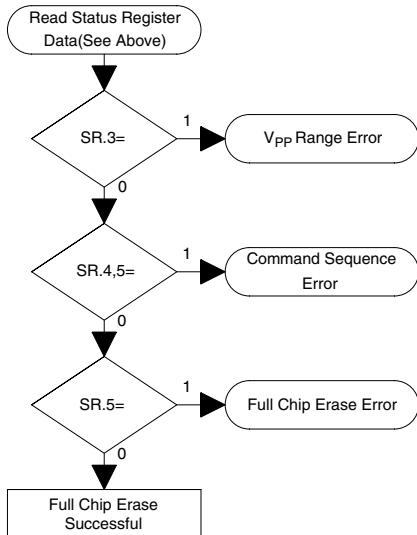 Read Status Register
Data(See Above)
SR.3=
1
VPP Range Error
0
SR.4,5=
1
Command Sequence
Error
0
SR.5=
1
Full Chip Erase Error
0
Full Chip Erase
Successful